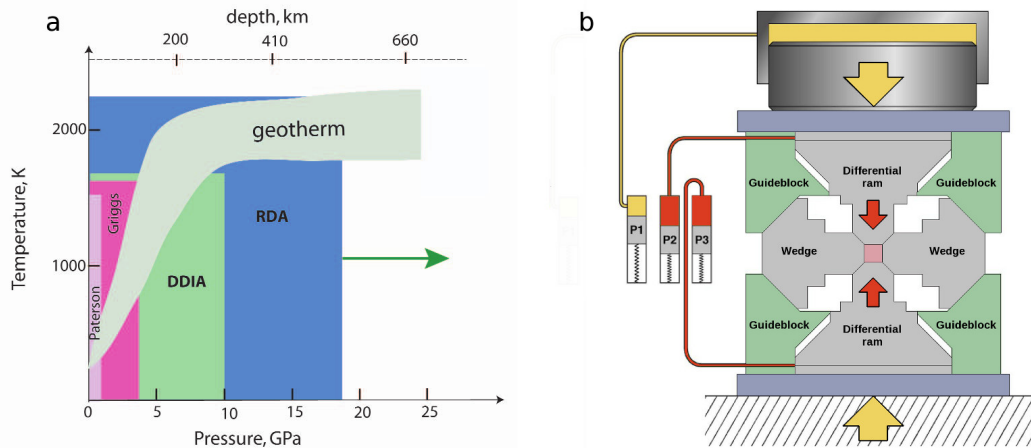 a
depth, km
200 410 660
Temperature, K
2000
1000
geotherm
Paterson
Griggs
DDIA
RDA
0 5 10 15 20 25
Pressure, GPa
b
P1 P2 P3
Guideblock
Differential
ram
Guideblock
Wedge
Wedge
Guideblock
Differential
ram
Guideblock